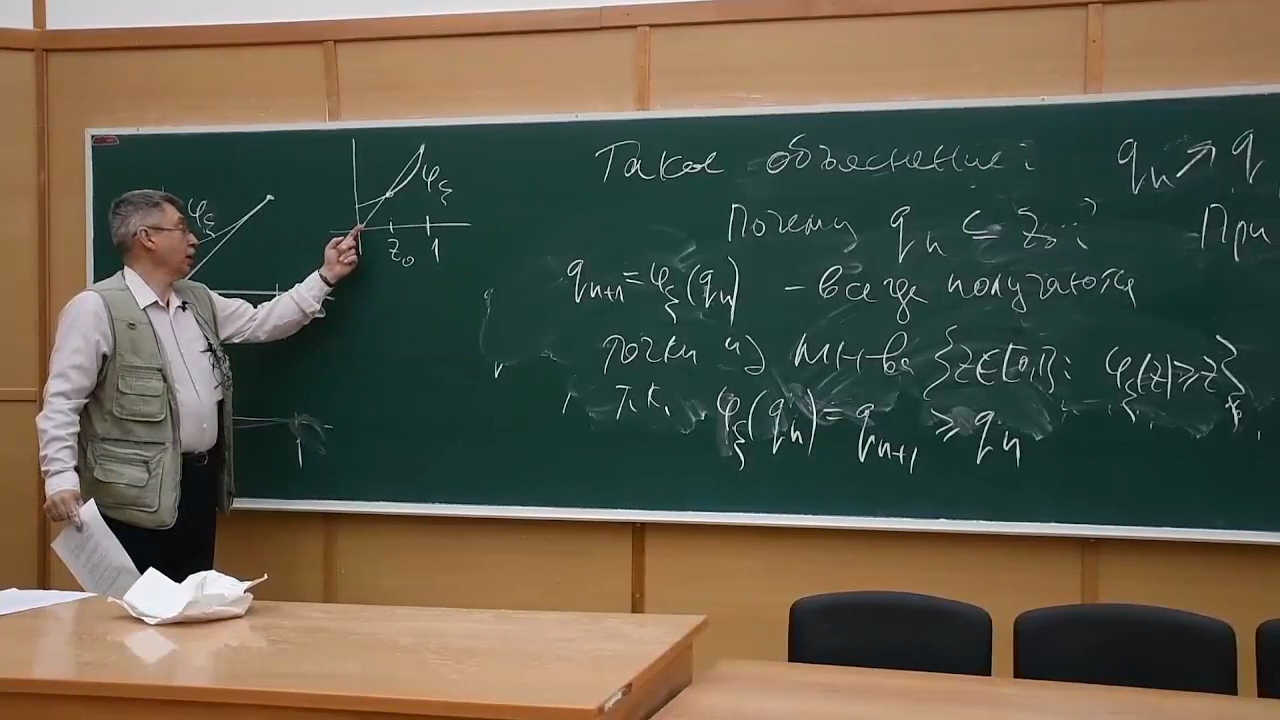 φ_ξ
φ_ξ
z₀ 1
Такое объяснение: qₙ ↗ q
Почему qₙ ≤ z₀? При
qₙ₊₁ = φ_ξ(qₙ) – всегда получаются
точки из мн-ва {z∈[0,1]: φ_ξ(z)≥z},
т.к. φ_ξ(qₙ) = qₙ₊₁ ≥ qₙ